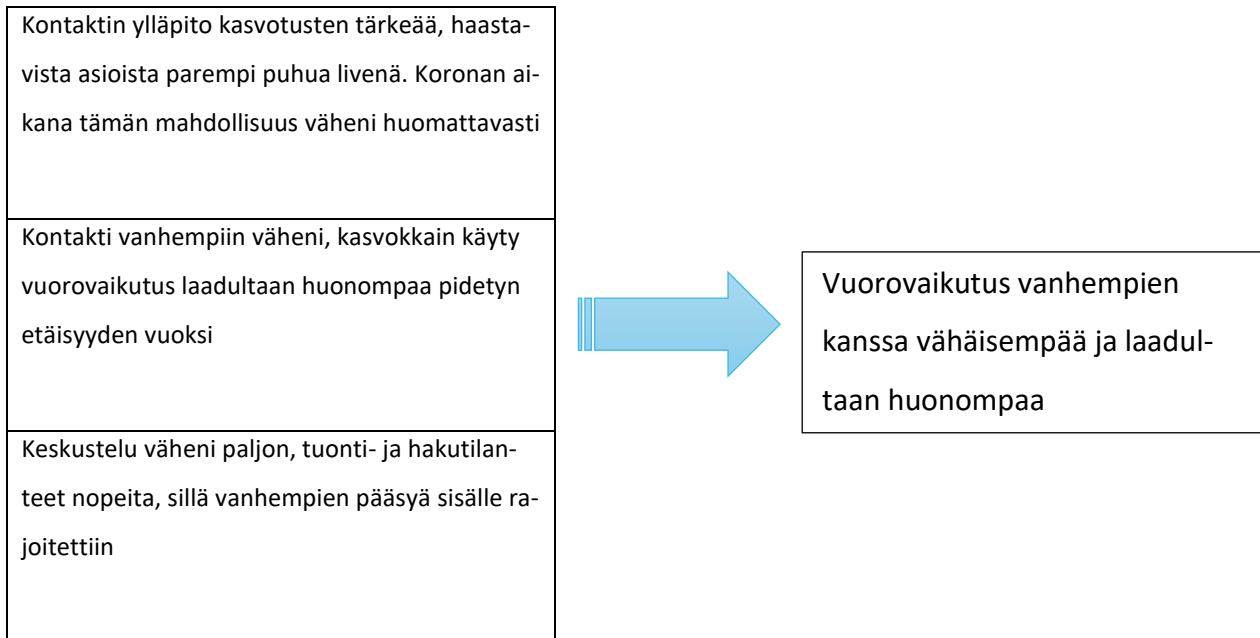 Kontaktin ylläpito kasvotusten tärkeää, haasta-
vista asioista parempi puhua livenä. Koronan ai-
kana tämän mahdollisuus väheni huomattavasti
Kontakti vanhempiin väheni, kasvokkain käyty
vuorovaikutus laadultaan huonompaa pidetyn
etäisyyden vuoksi
Keskustelu väheni paljon, tuonti- ja hakutilan-
teet nopeita, sillä vanhempien pääsyä sisälle ra-
joitettiin
Vuorovaikutus vanhempien
kanssa vähäisempää ja laadul-
taan huonompaa